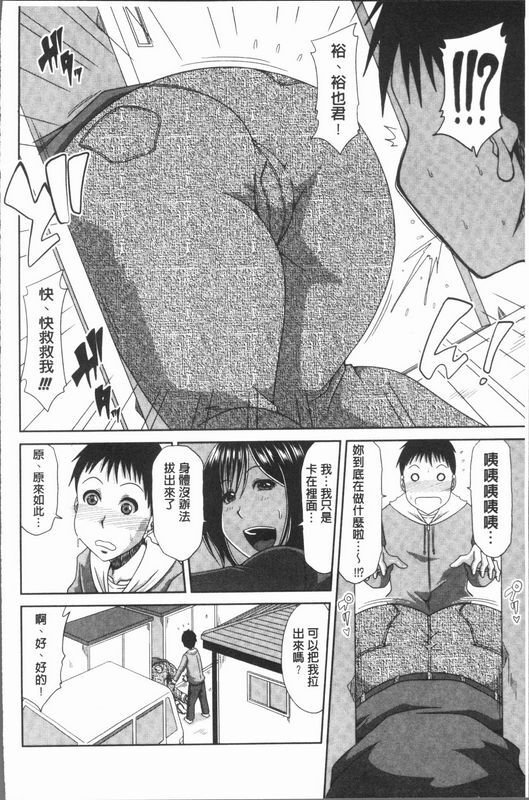 !!!?
裕、裕也君！
快、快救救我!!!
咦咦咦咦咦…
妳到底在做什麼啦…~!!?
我…我只是
卡在裡面…
身體沒辦法
拔出來了
原、原來如此…
可以把我拉
出來嗎？
啊、好、好的！